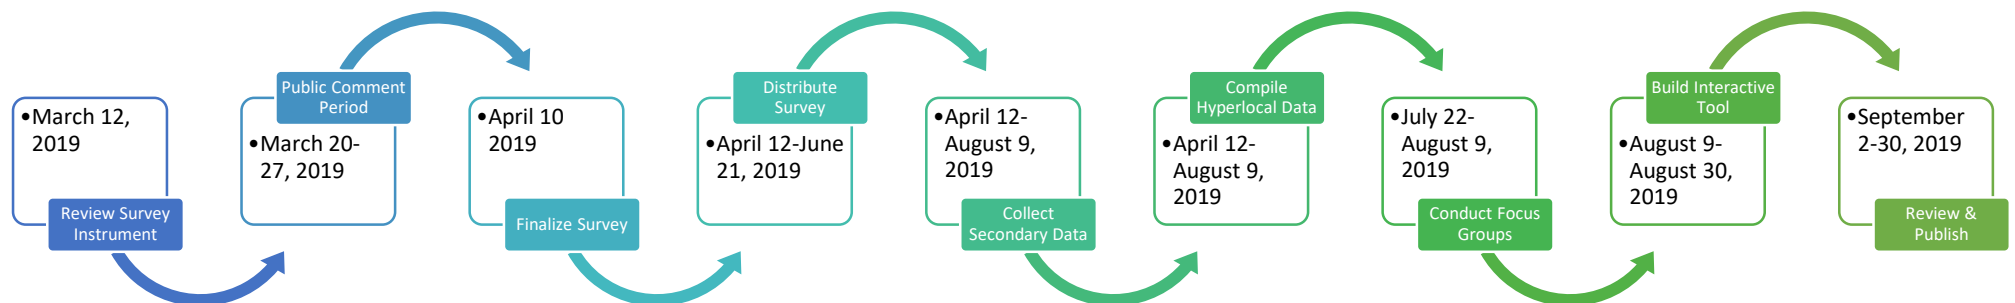 •March 12,
2019
Review Survey
Instrument
Public Comment
Period
•March 20-
27, 2019
•April 10
2019
Finalize Survey
Distribute
Survey
•April 12-June
21, 2019
•April 12-
August 9,
2019
Collect
Secondary Data
Compile
Hyperlocal Data
•April 12-
August 9,
2019
•July 22-
August 9,
2019
Conduct Focus
Groups
Build Interactive
Tool
•August 9-
August 30,
2019
•September
2-30, 2019
Review &
Publish